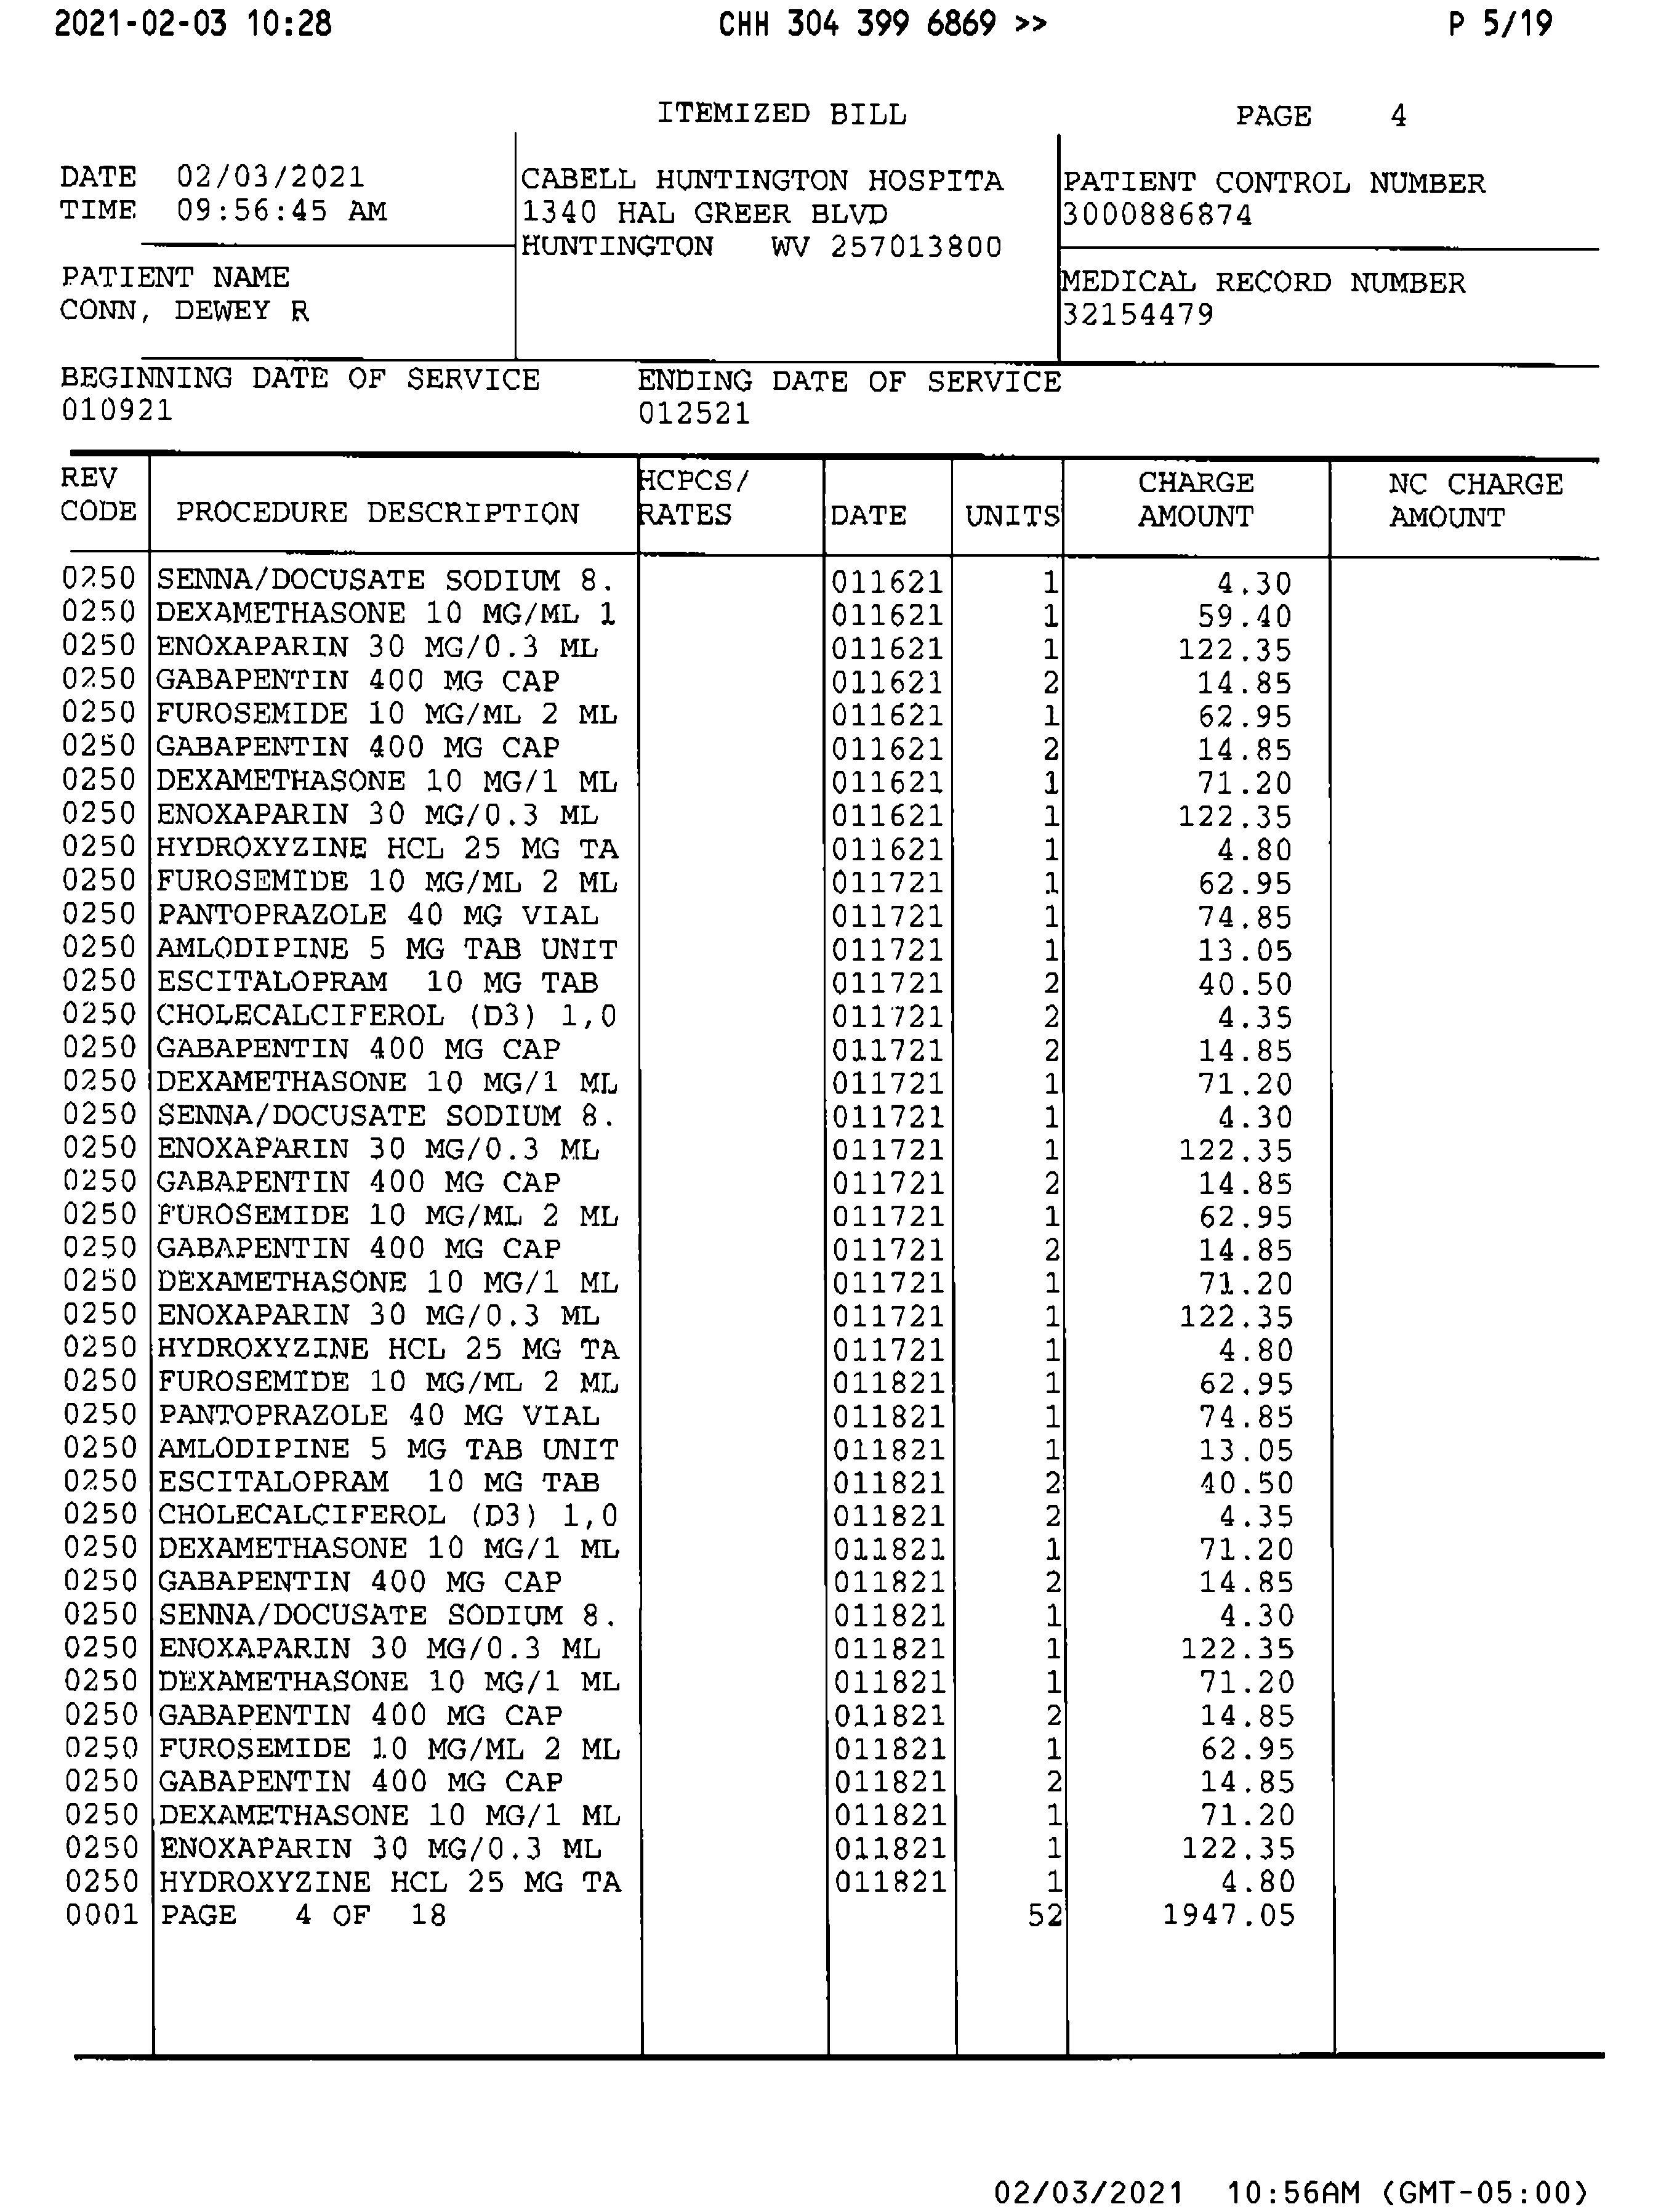 2021-02-03 10:28 CHH 304 399 6869 >> P 5/19
ITEMIZED BILL PAGE 4
DATE 02/03/2021 CABELL HUNTINGTON HOSPITA PATIENT CONTROL NUMBER
TIME 09:56:45 AM 1340 HAL GREER BLVD 3000886874
HUNTINGTON WV 257013800
PATIENT NAME MEDICAL RECORD NUMBER
CONN, DEWEY R 32154479
BEGINNING DATE OF SERVICE ENDING DATE OF SERVICE
010921 012521
REV HCPCS/ CHARGE NC CHARGE
CODE PROCEDURE DESCRIPTION RATES DATE UNITS AMOUNT AMOUNT
0250 SENNA/DOCUSATE SODIUM 8. 011621 1 4.30
0250 DEXAMETHASONE 10 MG/ML 1 011621 1 59.40
0250 ENOXAPARIN 30 MG/0.3 ML 011621 1 122.35
0250 GABAPENTIN 400 MG CAP 011621 2 14.85
0250 FUROSEMIDE 10 MG/ML 2 ML 011621 1 62.95
0250 GABAPENTIN 400 MG CAP 011621 2 14.85
0250 DEXAMETHASONE 10 MG/1 ML 011621 1 71.20
0250 ENOXAPARIN 30 MG/0.3 ML 011621 1 122.35
0250 HYDROXYZINE HCL 25 MG TA 011621 1 4.80
0250 FUROSEMIDE 10 MG/ML 2 ML 011721 1 62.95
0250 PANTOPRAZOLE 40 MG VIAL 011721 1 74.85
0250 AMLODIPINE 5 MG TAB UNIT 011721 1 13.05
0250 ESCITALOPRAM 10 MG TAB 011721 2 40.50
0250 CHOLECALCIFEROL (D3) 1,0 011721 2 4.35
0250 GABAPENTIN 400 MG CAP 011721 2 14.85
0250 DEXAMETHASONE 10 MG/1 ML 011721 1 71.20
0250 SENNA/DOCUSATE SODIUM 8. 011721 1 4.30
0250 ENOXAPARIN 30 MG/0.3 ML 011721 1 122.35
0250 GABAPENTIN 400 MG CAP 011721 2 14.85
0250 FUROSEMIDE 10 MG/ML 2 ML 011721 1 62.95
0250 GABAPENTIN 400 MG CAP 011721 2 14.85
0250 DEXAMETHASONE 10 MG/1 ML 011721 1 71.20
0250 ENOXAPARIN 30 MG/0.3 ML 011721 1 122.35
0250 HYDROXYZINE HCL 25 MG TA 011721 1 4.80
0250 FUROSEMIDE 10 MG/ML 2 ML 011821 1 62.95
0250 PANTOPRAZOLE 40 MG VIAL 011821 1 74.85
0250 AMLODIPINE 5 MG TAB UNIT 011821 1 13.05
0250 ESCITALOPRAM 10 MG TAB 011821 2 40.50
0250 CHOLECALCIFEROL (D3) 1,0 011821 2 4.35
0250 DEXAMETHASONE 10 MG/1 ML 011821 1 71.20
0250 GABAPENTIN 400 MG CAP 011821 2 14.85
0250 SENNA/DOCUSATE SODIUM 8. 011821 1 4.30
0250 ENOXAPARIN 30 MG/0.3 ML 011821 1 122.35
0250 DEXAMETHASONE 10 MG/1 ML 011821 1 71.20
0250 GABAPENTIN 400 MG CAP 011821 2 14.85
0250 FUROSEMIDE 10 MG/ML 2 ML 011821 1 62.95
0250 GABAPENTIN 400 MG CAP 011821 2 14.85
0250 DEXAMETHASONE 10 MG/1 ML 011821 1 71.20
0250 ENOXAPARIN 30 MG/0.3 ML 011821 1 122.35
0250 HYDROXYZINE HCL 25 MG TA 011821 1 4.80
0001 PAGE 4 OF 18 52 1947.05
02/03/2021 10:56AM (GMT-05:00)